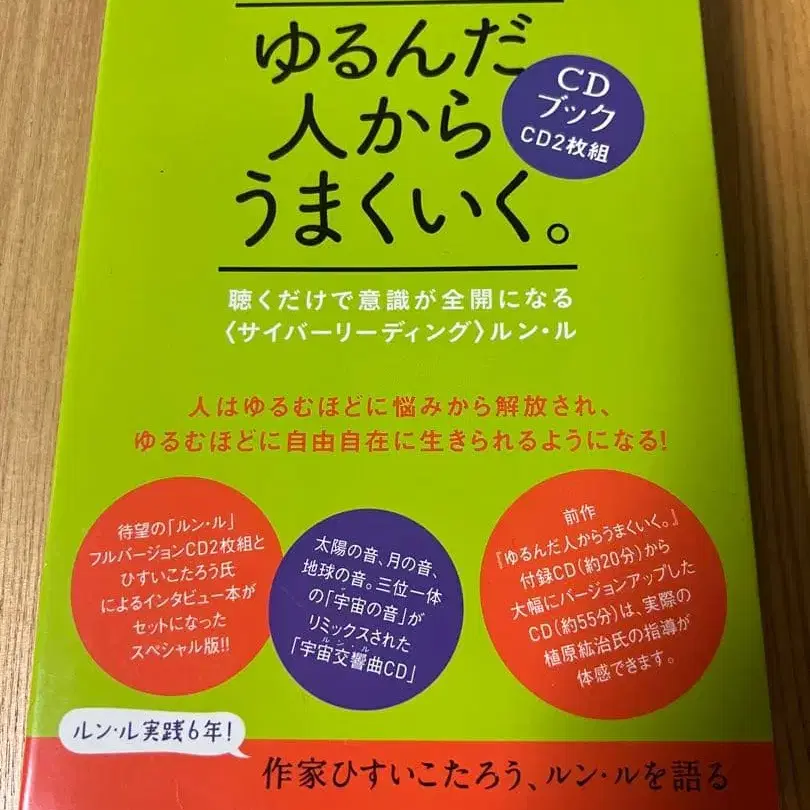 ゆるんだ
人から
うまくいく。
CD
ブック
CD2枚組
聴くだけで意識が全開になる
〈サイバーリーディング〉ルン・ル
人はゆるむほどに悩みから解放され、
ゆるむほどに自由自在に生きられるようになる!
待望の「ルン・ル」
フルバージョンCD2枚組と
ひすいこたろう氏
によるインタビュー本が
セットになった
スペシャル版!!
太陽の音、月の音、
地球の音。三位一体
の「宇宙の音」が
リミックスされた
ルン・ル
「宇宙交響曲CD」
前作
『ゆるんだ人からうまくいく。』
付録CD(約20分)から
大幅にバージョンアップした
CD(約55分)は、実際の
植原紘治氏の指導が
体感できます。
ルン・ル実践6年!
作家ひすいこたろう、ルン・ルを語る